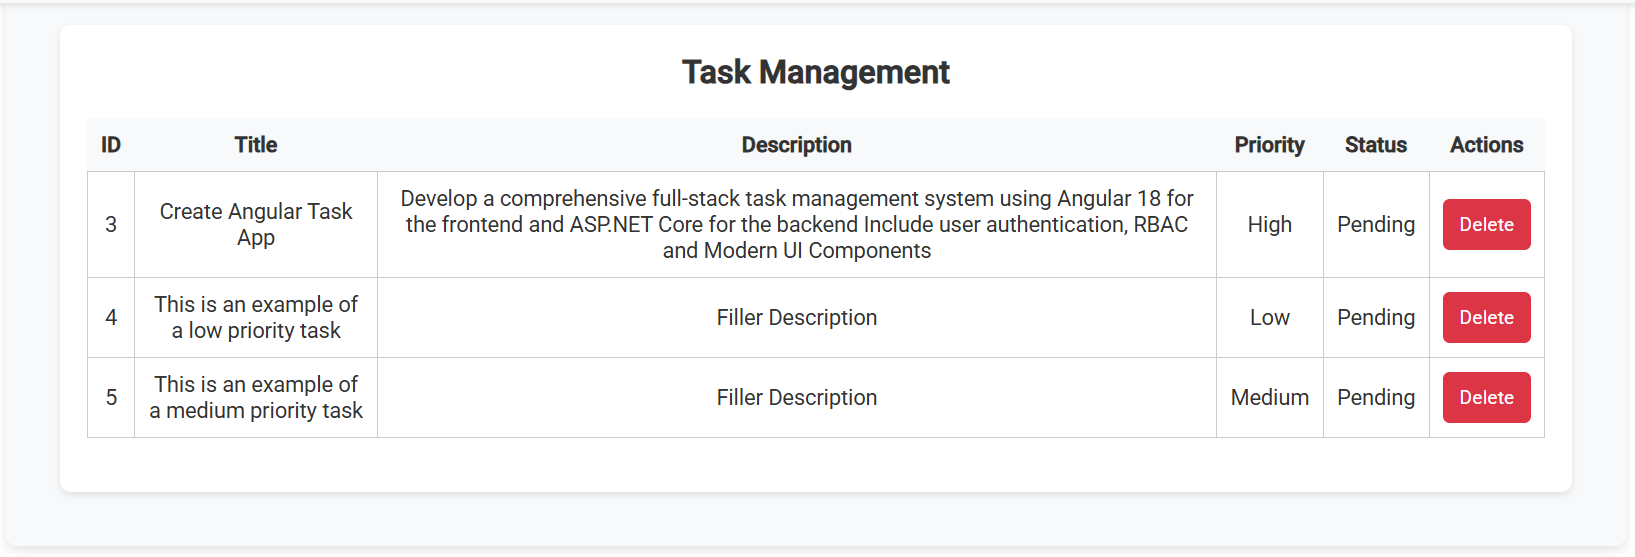 Task Management
ID Title Description Priority Status Actions
3 Create Angular Task App Develop a comprehensive full-stack task management system using Angular 18 for the frontend and ASP.NET Core for the backend Include user authentication, RBAC and Modern UI Components High Pending Delete
4 This is an example of a low priority task Filler Description Low Pending Delete
5 This is an example of a medium priority task Filler Description Medium Pending Delete